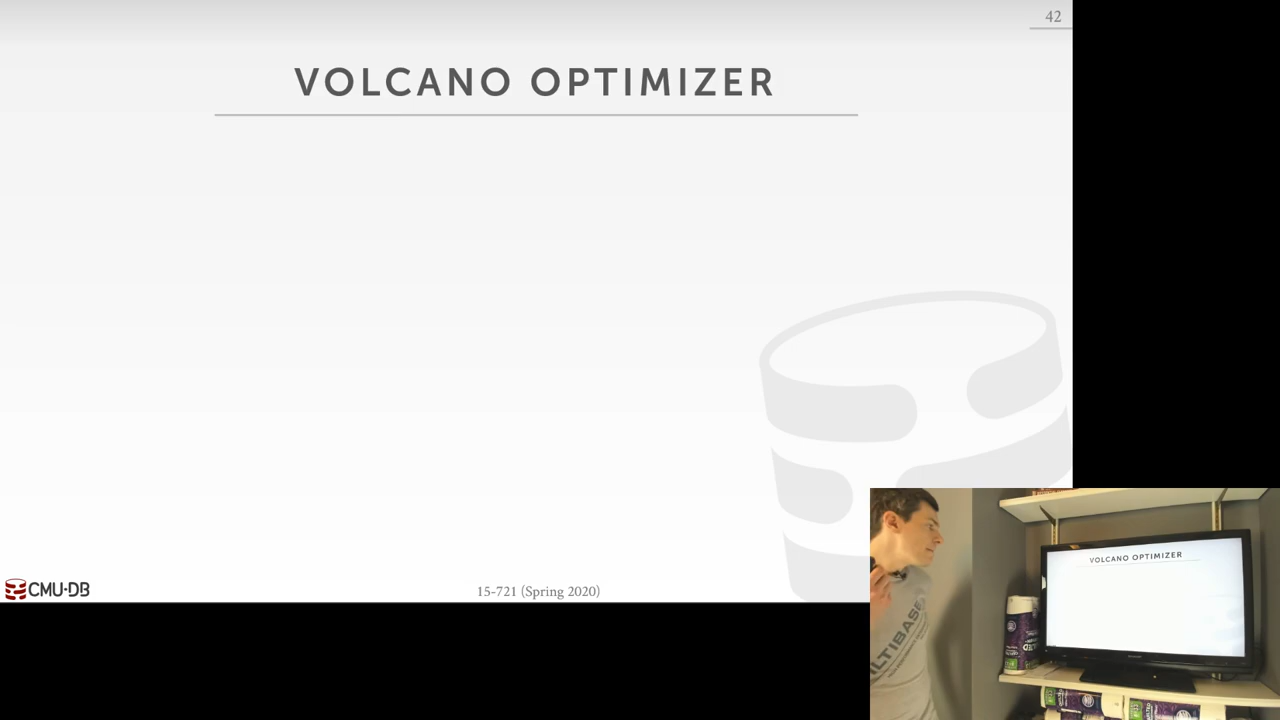 42
VOLCANO OPTIMIZER
CMU·DB
15-721 (Spring 2020)
VOLCANO OPTIMIZER